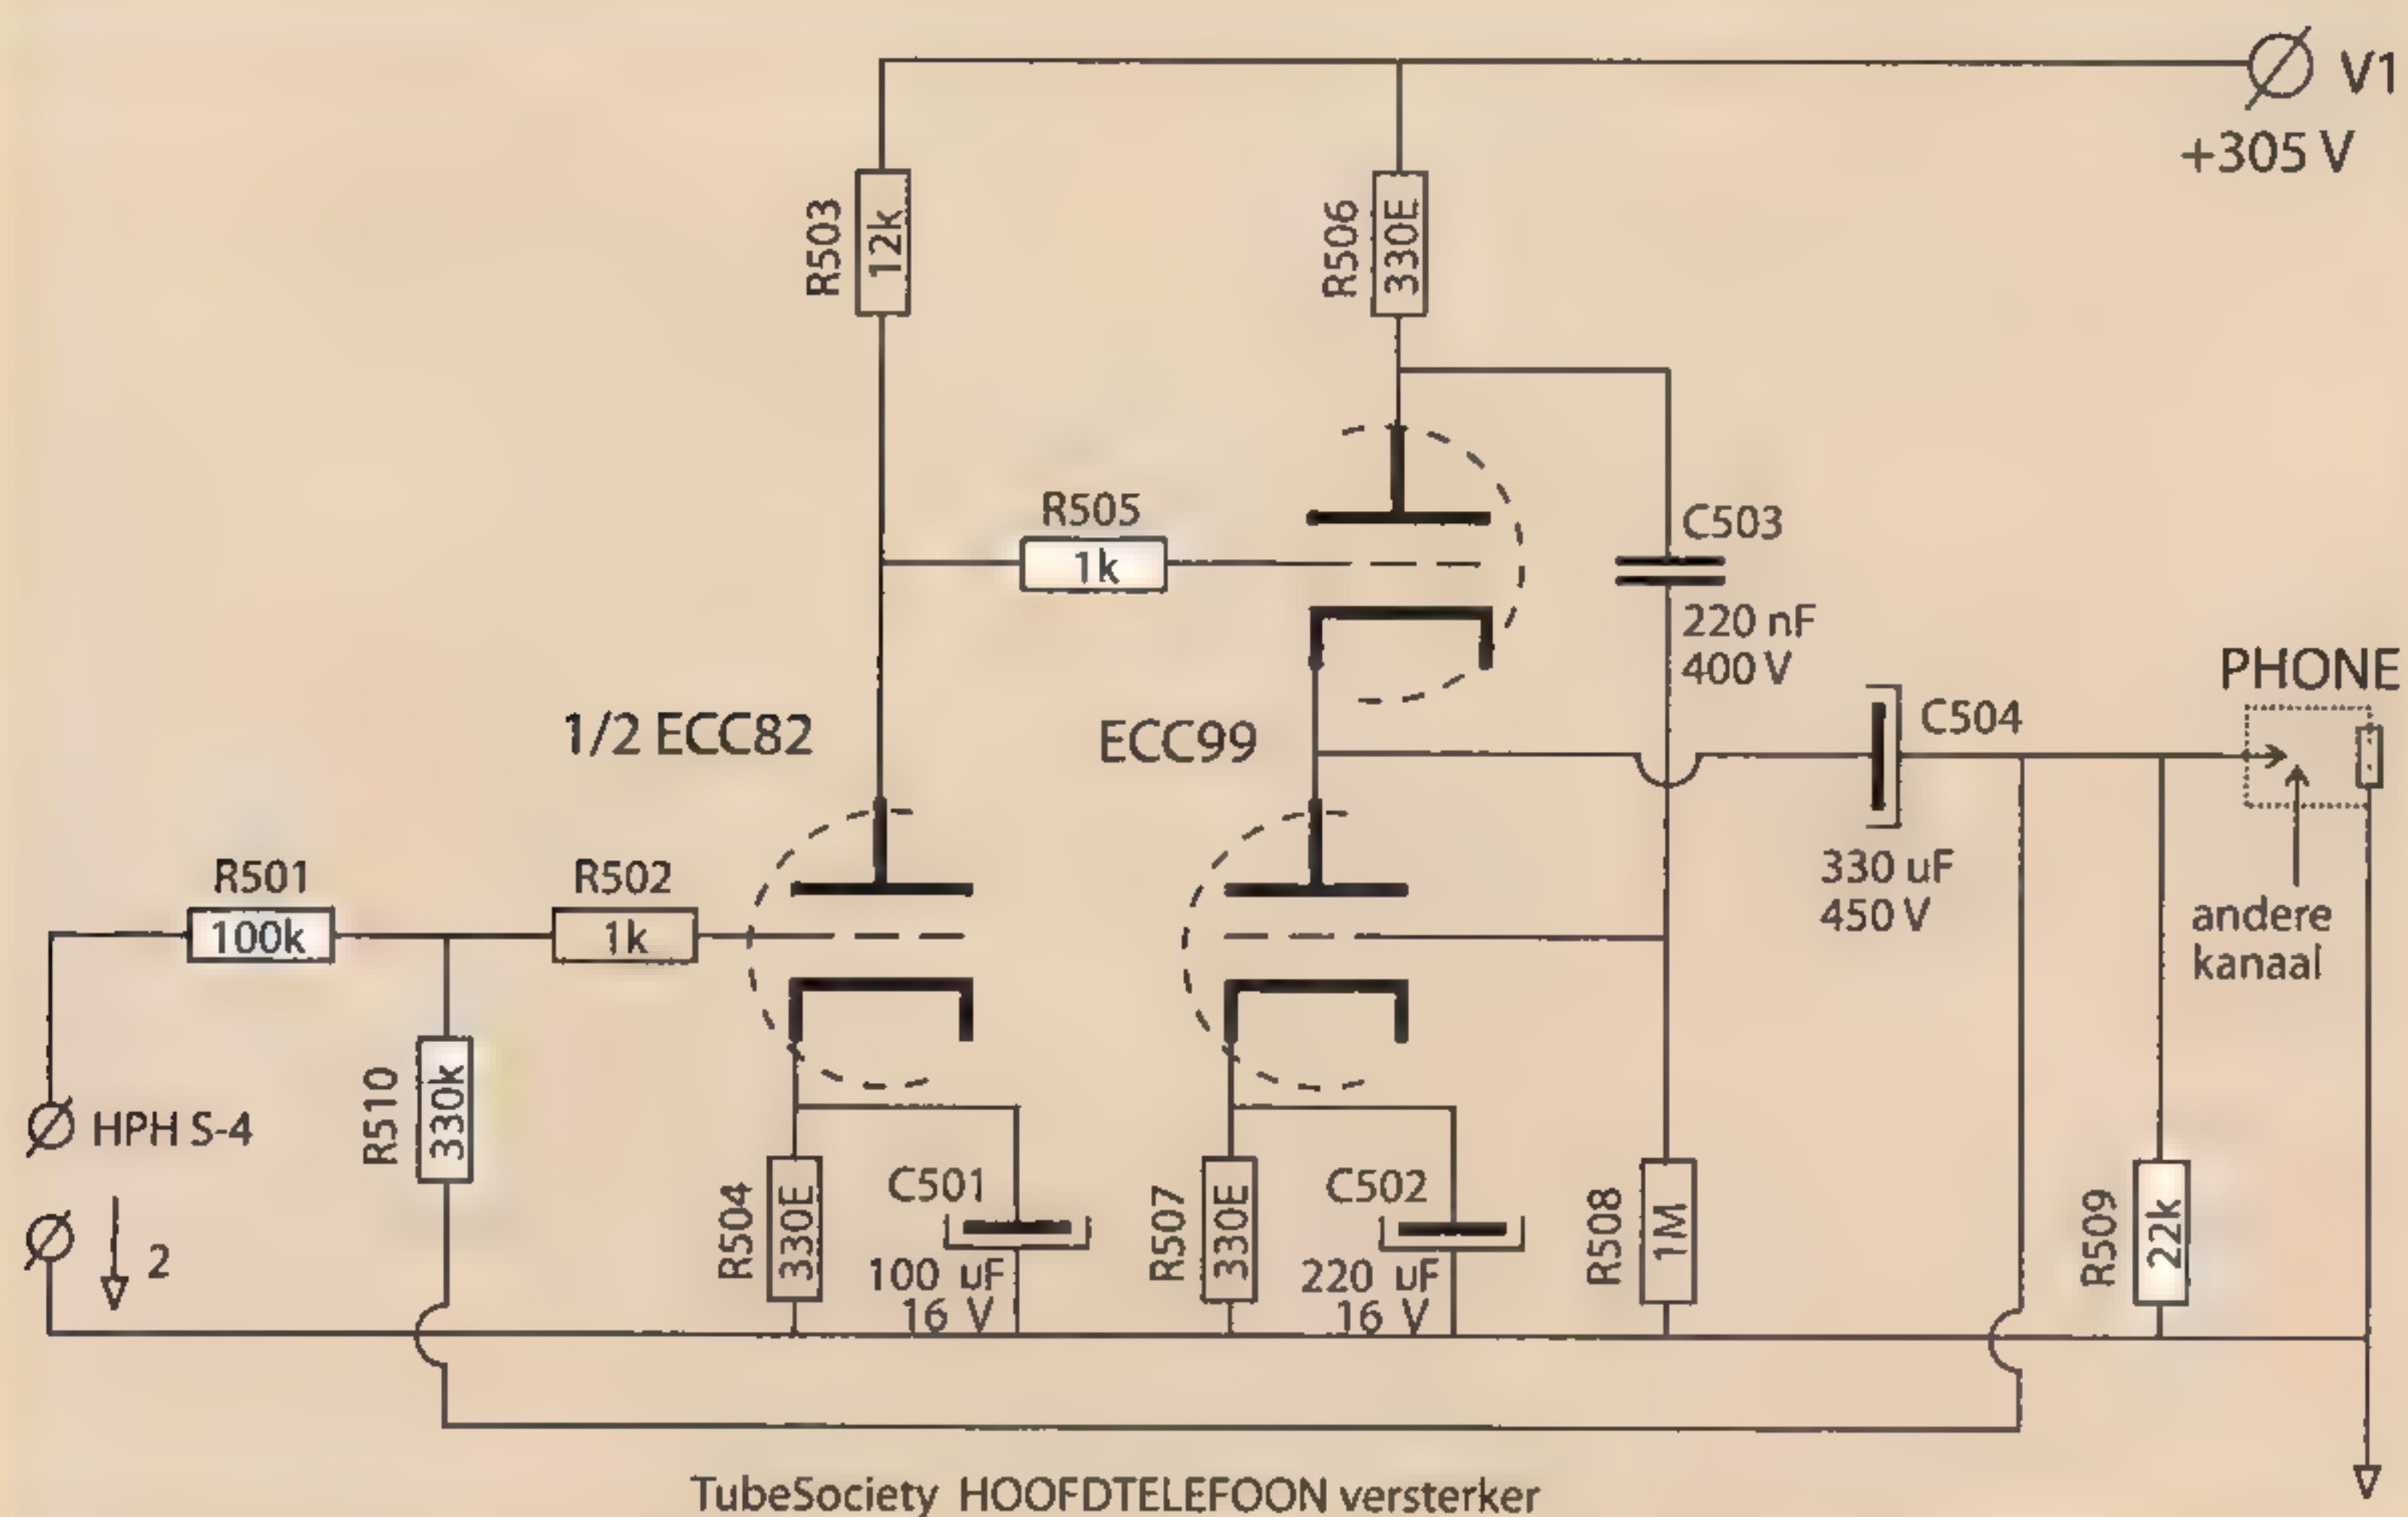 V1
+305 V
R503
12k
R506
330E
R505
1k
C503
220 nF
400 V
1/2 ECC82
ECC99
C504
330 uF
450 V
PHONE
andere
kanaal
R501
100k
R502
1k
R510
330k
HPH S-4
2
R504
330E
C501
100 uF
16 V
R507
330E
C502
220 uF
16 V
R508
1M
R509
22k
TubeSociety HOOFDTELEFOON versterker